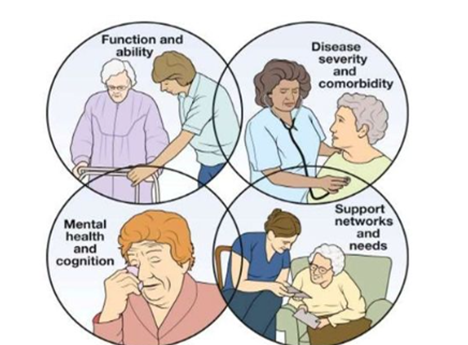 Function and
ability
Disease
severity
and
comorbidity
Mental
health
and
cognition
Support
networks
and
needs